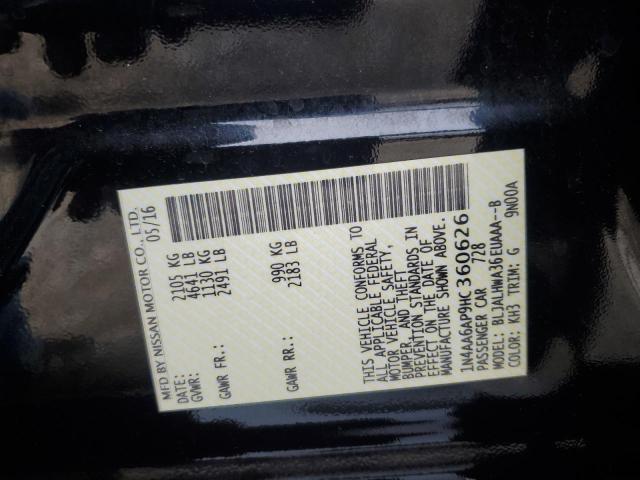 MFD BY NISSAN MOTOR CO., LTD.
DATE: 05/16
GVWR: 2105 KG
4641 LB
GAWR FR: 1130 KG
2491 LB
GAWR RR: 990 KG
2183 LB
THIS VEHICLE CONFORMS TO
ALL APPLICABLE FEDERAL
MOTOR VEHICLE SAFETY,
BUMPER, AND THEFT
PREVENTION STANDARDS IN
EFFECT ON THE DATE OF
MANUFACTURE SHOWN ABOVE.
1N4AA6AP9HC360626
PASSENGER CAR 728
MODEL: BLJALHWA36EUAAA--B
COLOR: KH3 TRIM: G 9N00A